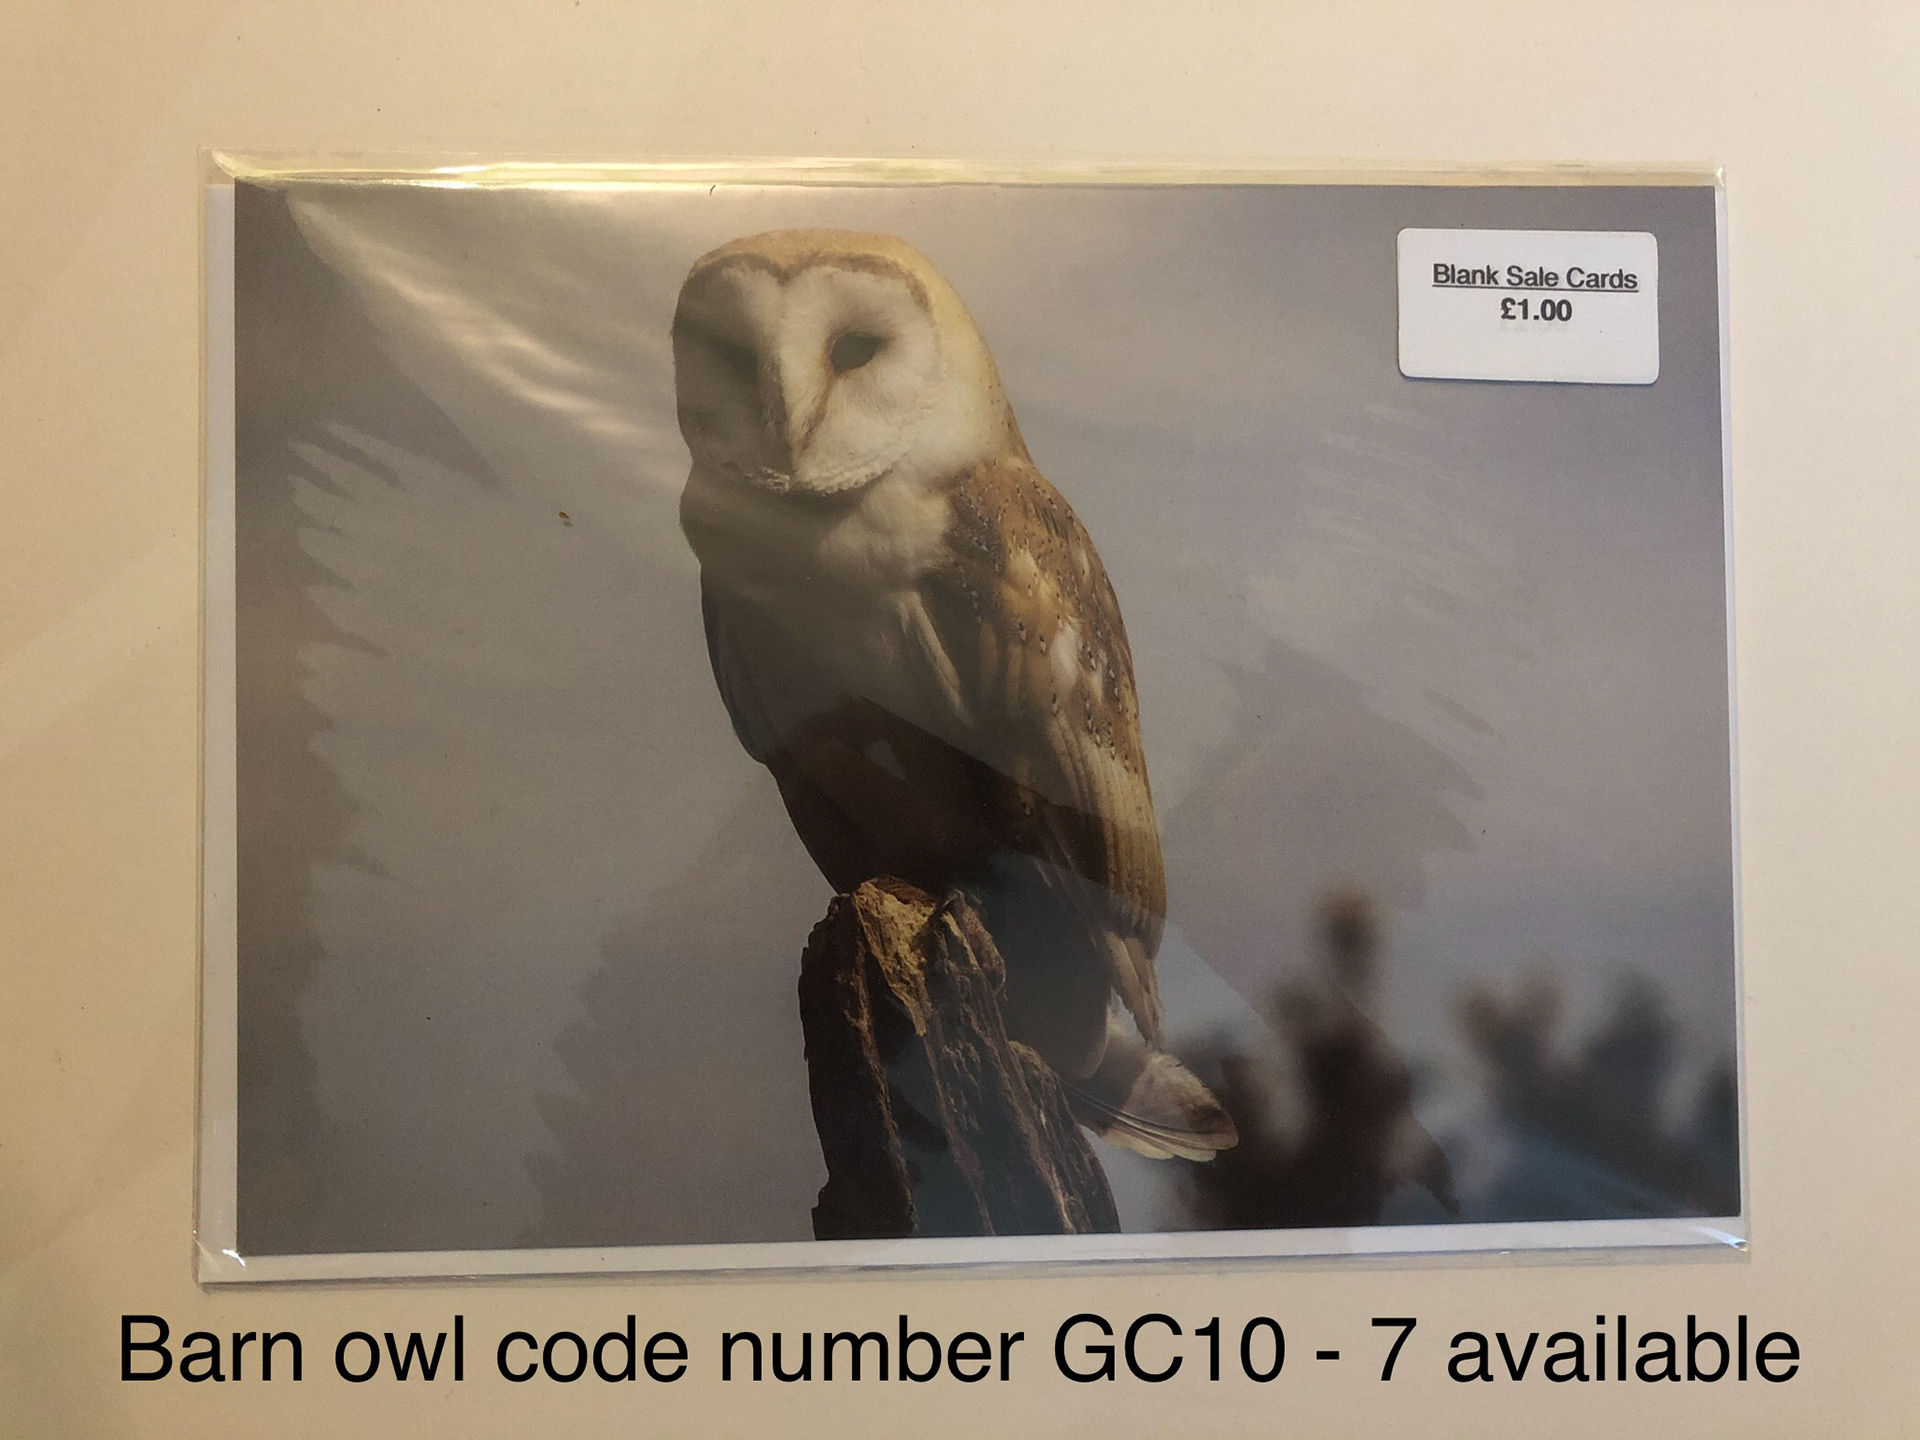 Blank Sale Cards
£1.00
Barn owl code number GC10 - 7 available